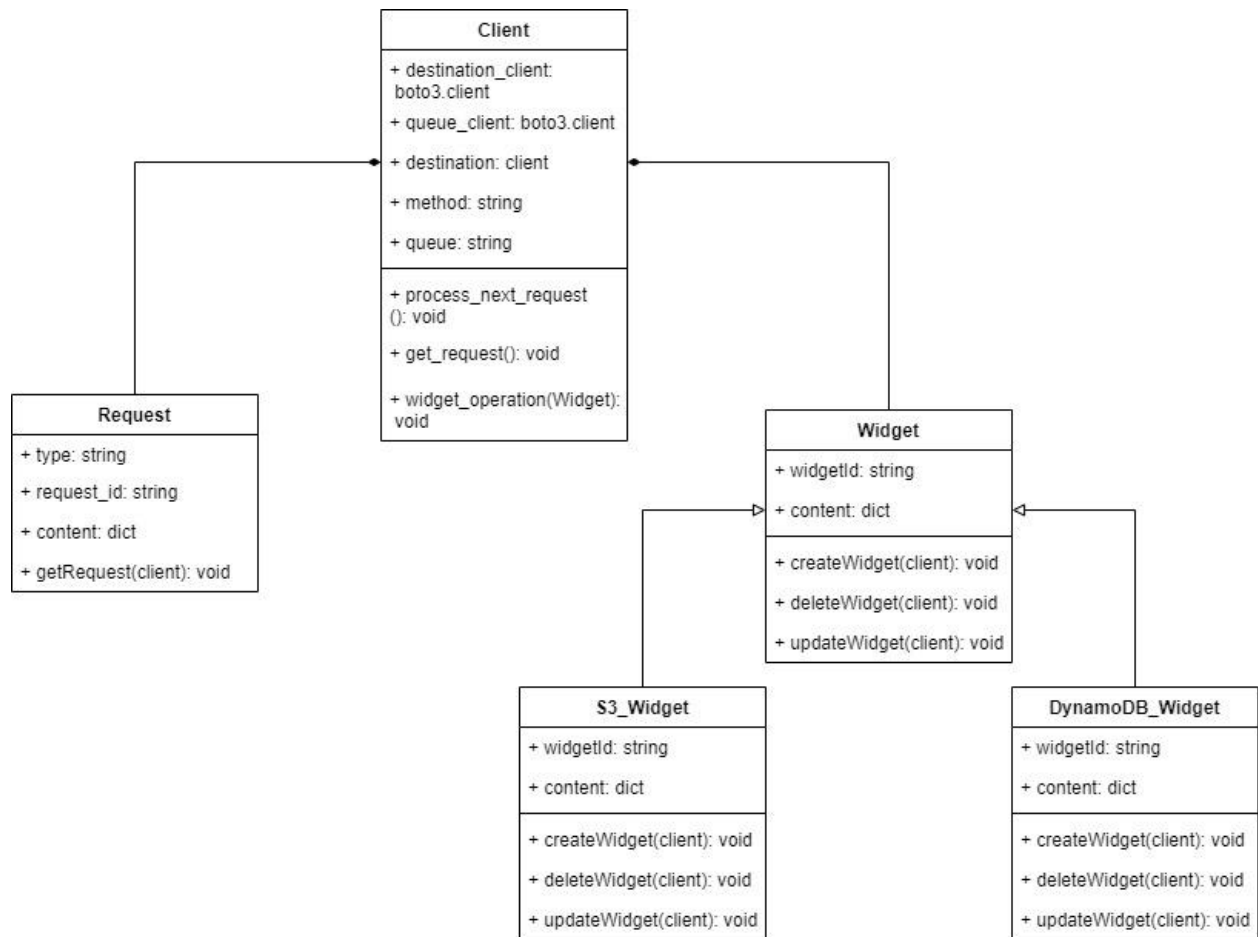 Client
+ destination_client:
boto3.client
+ queue_client: boto3.client
+ destination: client
+ method: string
+ queue: string
+ process_next_request
(): void
+ get_request(): void
+ widget_operation(Widget):
void
Request
+ type: string
+ request_id: string
+ content: dict
+ getRequest(client): void
Widget
+ widgetId: string
+ content: dict
+ createWidget(client): void
+ deleteWidget(client): void
+ updateWidget(client): void
S3_Widget
+ widgetId: string
+ content: dict
+ createWidget(client): void
+ deleteWidget(client): void
+ updateWidget(client): void
DynamoDB_Widget
+ widgetId: string
+ content: dict
+ createWidget(client): void
+ deleteWidget(client): void
+ updateWidget(client): void